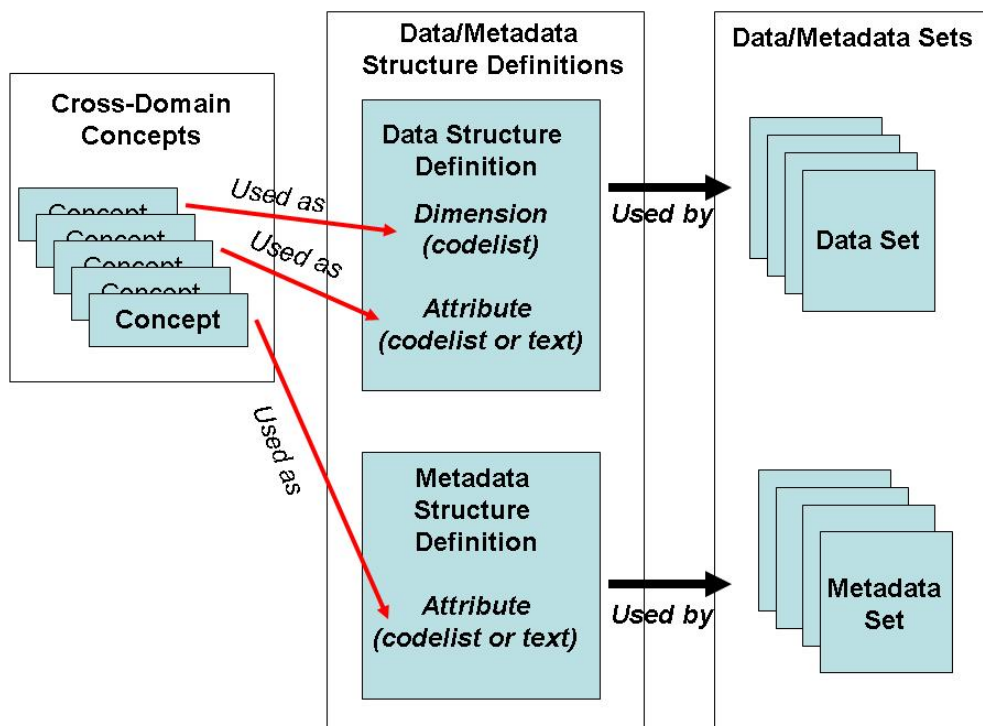 Cross-Domain
Concepts
Concept
Concept
Concept
Concept
Concept
Used as
Used as
Used as
Data/Metadata
Structure Definitions
Data Structure
Definition
Dimension
(codelist)
Attribute
(codelist or text)
Metadada
Structure
Definition
Attribute
(codelist or text)
Used by
Used by
Data/Metadata Sets
Data Set
Metadada
Set